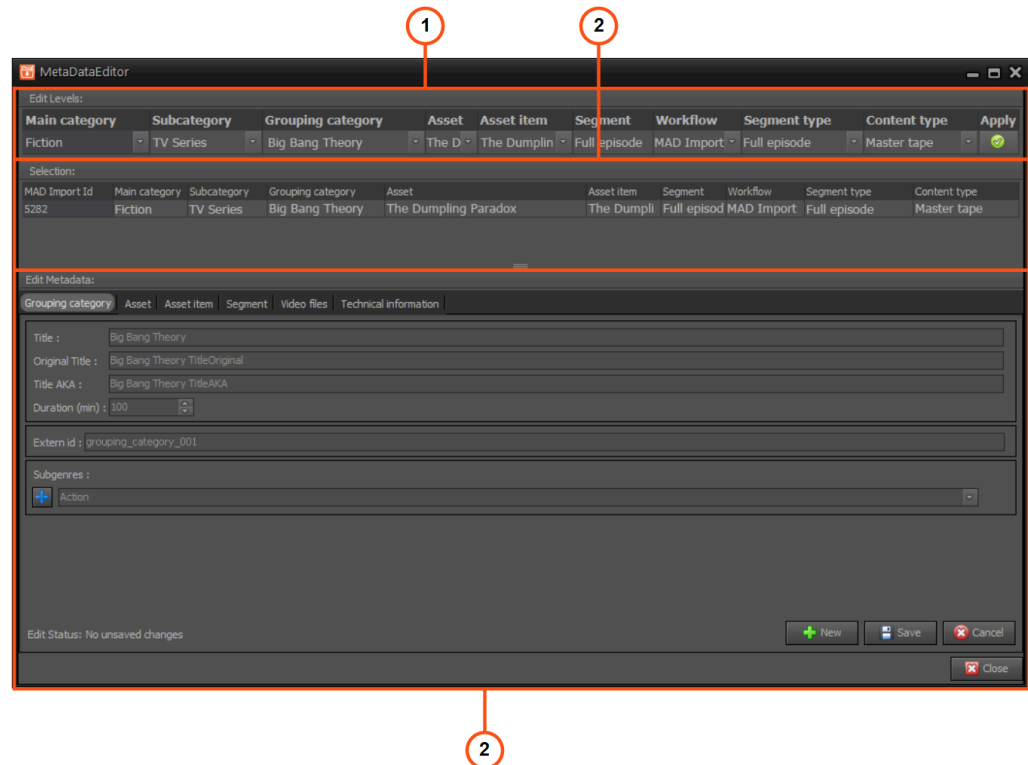 1 2
MetaDataEditor
Edit Levels:
Main category Subcategory Grouping category Asset Asset item Segment Workflow Segment type Content type Apply
Fiction TV Series Big Bang Theory The D The Dumplin Full episode MAD Import Full episode Master tape
Selection:
MAD Import Id Main category Subcategory Grouping category Asset Asset item Segment Workflow Segment type Content type
5282 Fiction TV Series Big Bang Theory The Dumpling Paradox The Dumpli Full episod MAD Import Full episode Master tape
Edit Metadata:
Grouping category Asset Asset item Segment Video files Technical information
Title : Big Bang Theory
Original Title : Big Bang Theory TitleOriginal
Title AKA : Big Bang Theory TitleAKA
Duration (min) : 100
Extern id : grouping_category_001
Subgenres :
Action
Edit Status: No unsaved changes New Save Cancel
Close
2